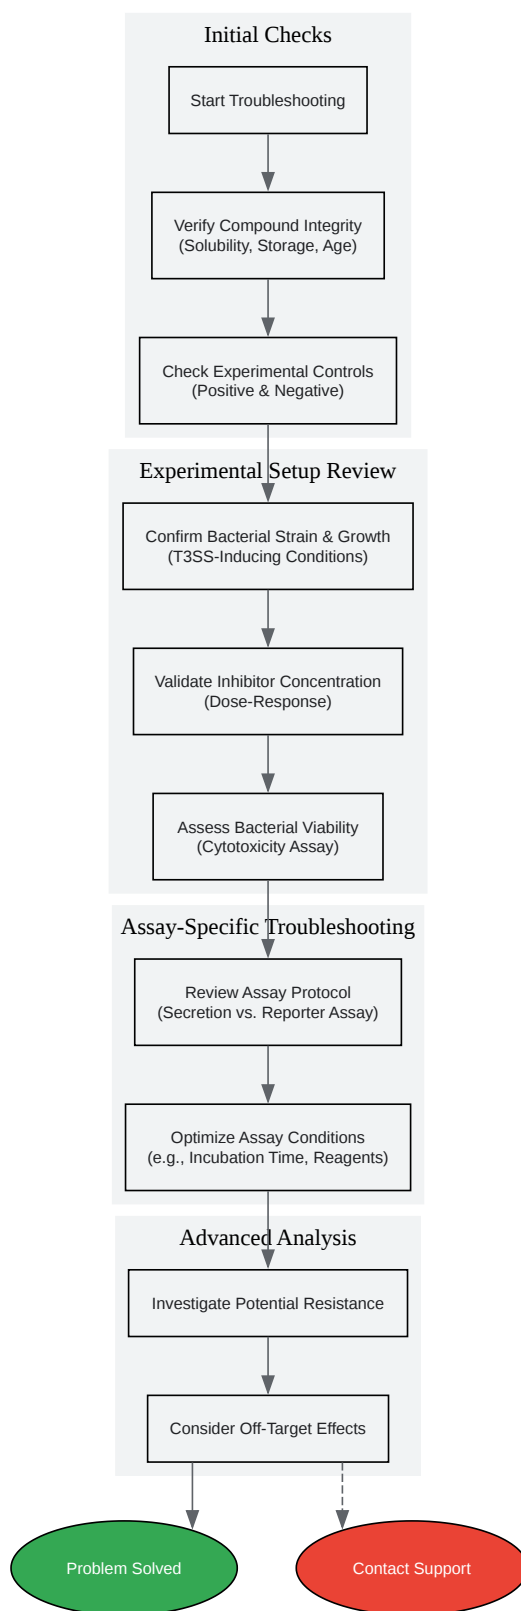 Initial Checks
Start Troubleshooting
Verify Compound Integrity
(Solubility, Storage, Age)
Check Experimental Controls
(Positive & Negative)
Experimental Setup Review
Confirm Bacterial Strain & Growth
(T3SS-Inducing Conditions)
Validate Inhibitor Concentration
(Dose-Response)
Assess Bacterial Viability
(Cytotoxicity Assay)
Assay-Specific Troubleshooting
Review Assay Protocol
(Secretion vs. Reporter Assay)
Optimize Assay Conditions
(e.g., Incubation Time, Reagents)
Advanced Analysis
Investigate Potential Resistance
Consider Off-Target Effects
Problem Solved
Contact Support